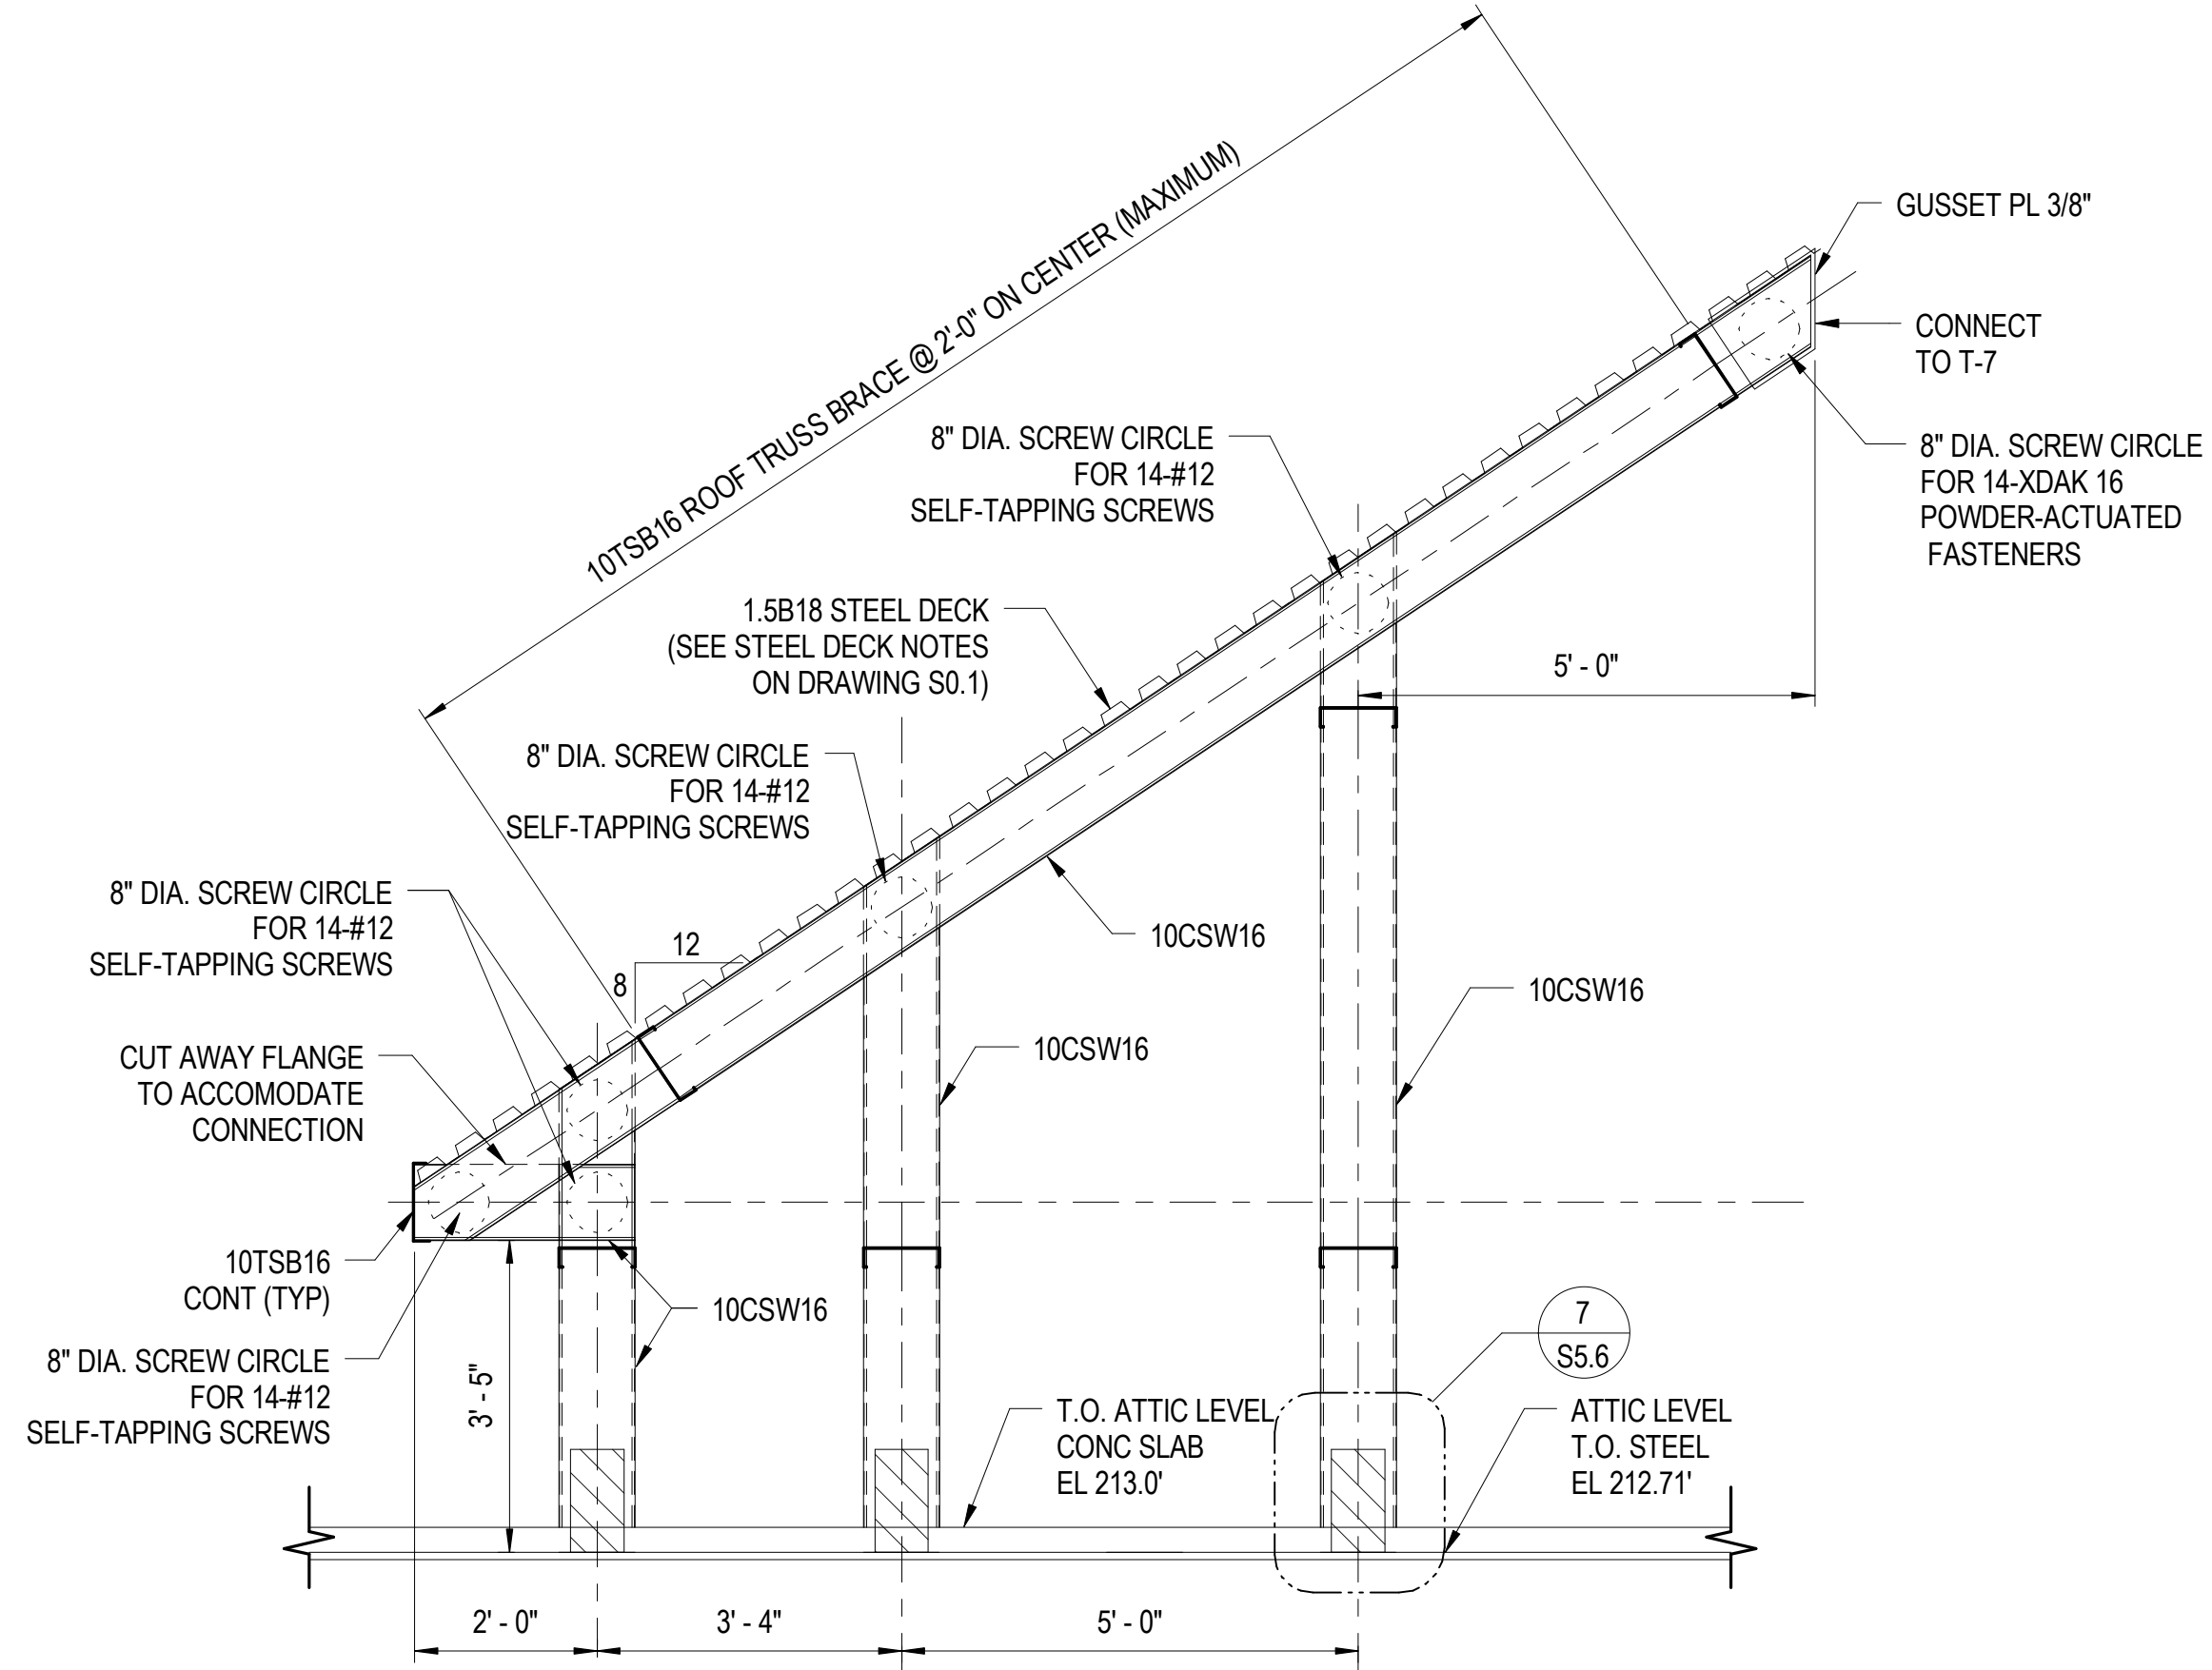 10TSB16 ROOF TRUSS BRACE @ 2'-0" ON CENTER (MAXIMUM)
GUSSET PL 3/8"
CONNECT
TO T-7
8" DIA. SCREW CIRCLE
FOR 14-XDAK 16
POWDER-ACTUATED
FASTENERS
8" DIA. SCREW CIRCLE
FOR 14-#12
SELF-TAPPING SCREWS
1.5B18 STEEL DECK
(SEE STEEL DECK NOTES
ON DRAWING S0.1)
5' - 0"
8" DIA. SCREW CIRCLE
FOR 14-#12
SELF-TAPPING SCREWS
8" DIA. SCREW CIRCLE
FOR 14-#12
SELF-TAPPING SCREWS
12
8
10CSW16
10CSW16
10CSW16
CUT AWAY FLANGE
TO ACCOMODATE
CONNECTION
10TSB16
CONT (TYP)
10CSW16
8" DIA. SCREW CIRCLE
FOR 14-#12
SELF-TAPPING SCREWS
3' - 5"
7
S5.6
T.O. ATTIC LEVEL
CONC SLAB
EL 213.0'
ATTIC LEVEL
T.O. STEEL
EL 212.71'
2' - 0"
3' - 4"
5' - 0"